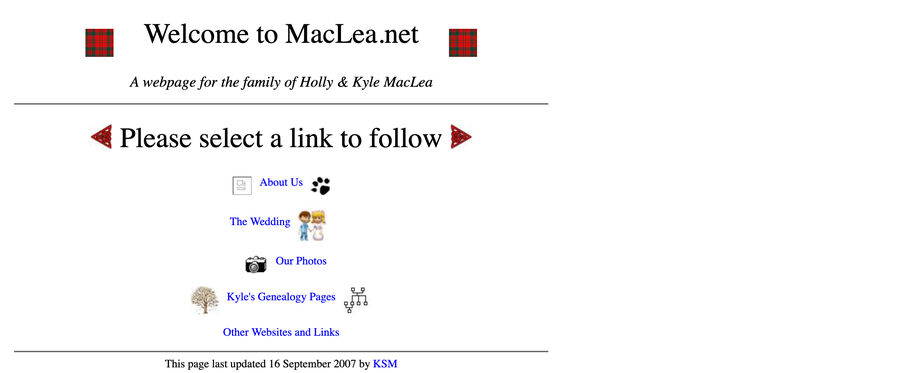 Welcome to MacLea.net
A webpage for the family of Holly & Kyle MacLea
Please select a link to follow
About Us
The Wedding
Our Photos
Kyle's Genealogy Pages
Other Websites and Links
This page last updated 16 September 2007 by KSM